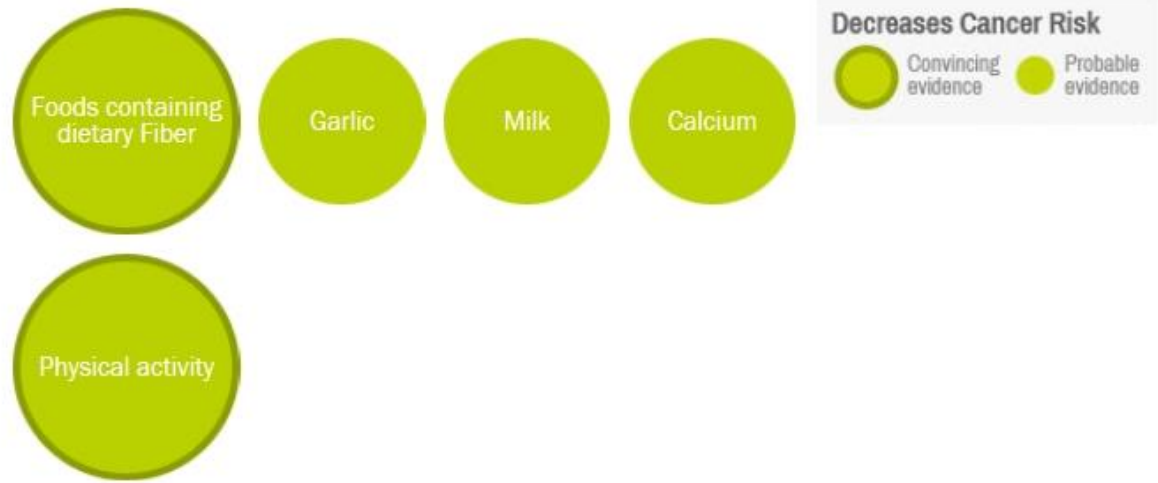 Decreases Cancer Risk
Convincing
evidence
Probable
evidence
Foods containing
dietary Fiber
Garlic
Milk
Calcium
Physical activity